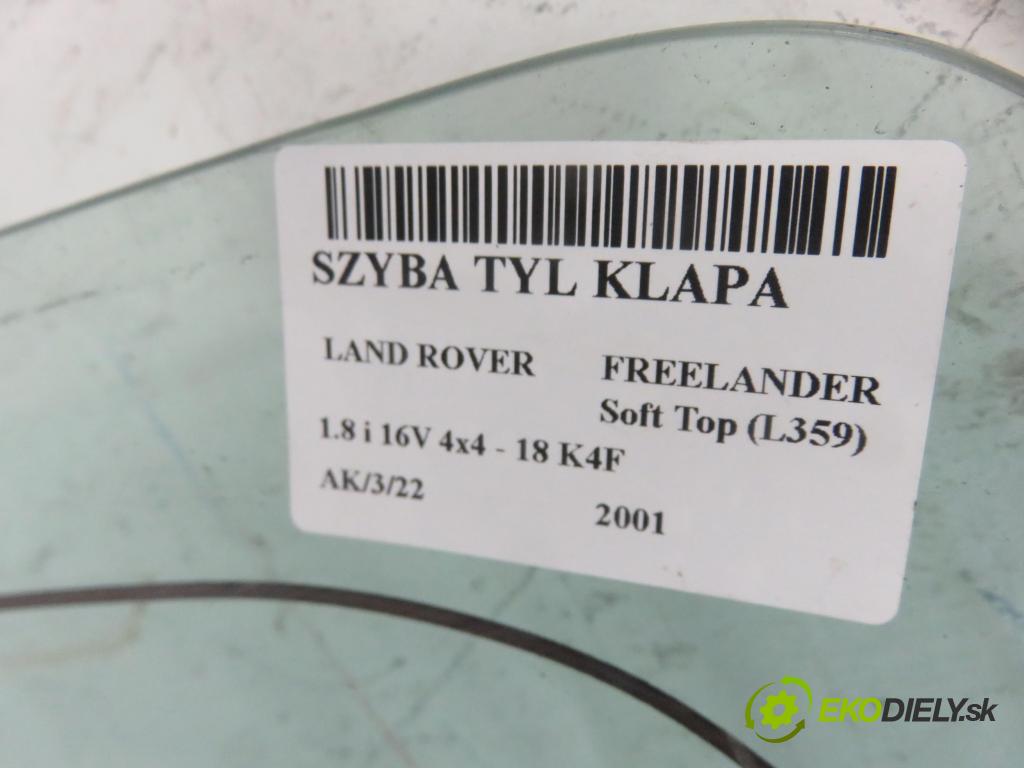 SZYBA TYL KLAPA
LAND ROVER
FREELANDER
Soft Top (L359)
1.8 i 16V 4x4 - 18 K4F
AK/3/22
2001
EKODIELY.sk